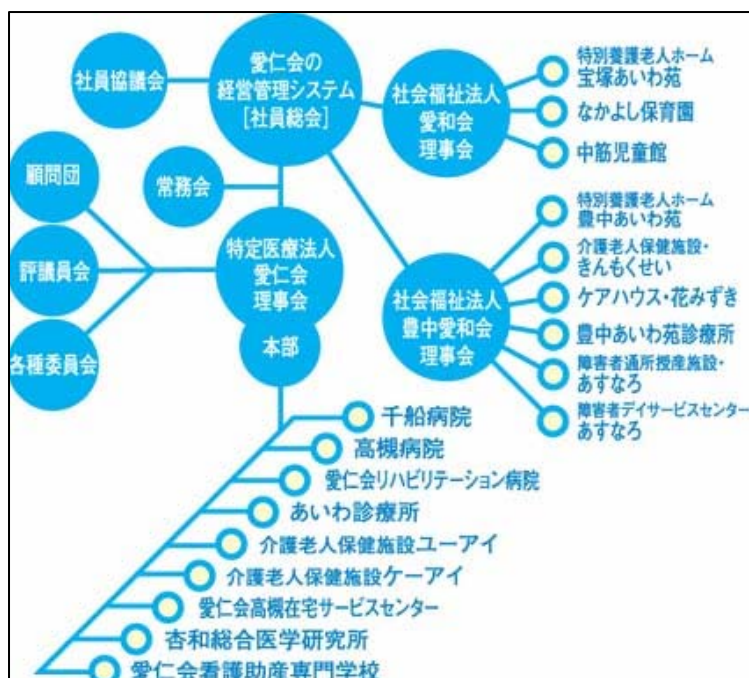 社員協議会
愛仁会の
経営管理システム
[社員総会]
社会福祉法人
愛和会
理事会
特別養護老人ホーム
宝塚あいわ苑
なかよし保育園
中筋児童館
顧問団
評議員会
各種委員会
常務会
特定医療法人
愛仁会
理事会
本部
社会福祉法人
豊中愛和会
理事会
特別養護老人ホーム
豊中あいわ苑
介護老人保健施設・
きんもくせい
ケアハウス・花みずき
豊中あいわ苑診療所
障害者通所授産施設・
あすなろ
障害者デイサービスセンター
あすなろ
千船病院
高槻病院
愛仁会リハビリテーション病院
あいわ診療所
介護老人保健施設ユーアイ
介護老人保健施設ケーアイ
愛仁会高槻在宅サービスセンター
杏和総合医学研究所
愛仁会看護助産専門学校